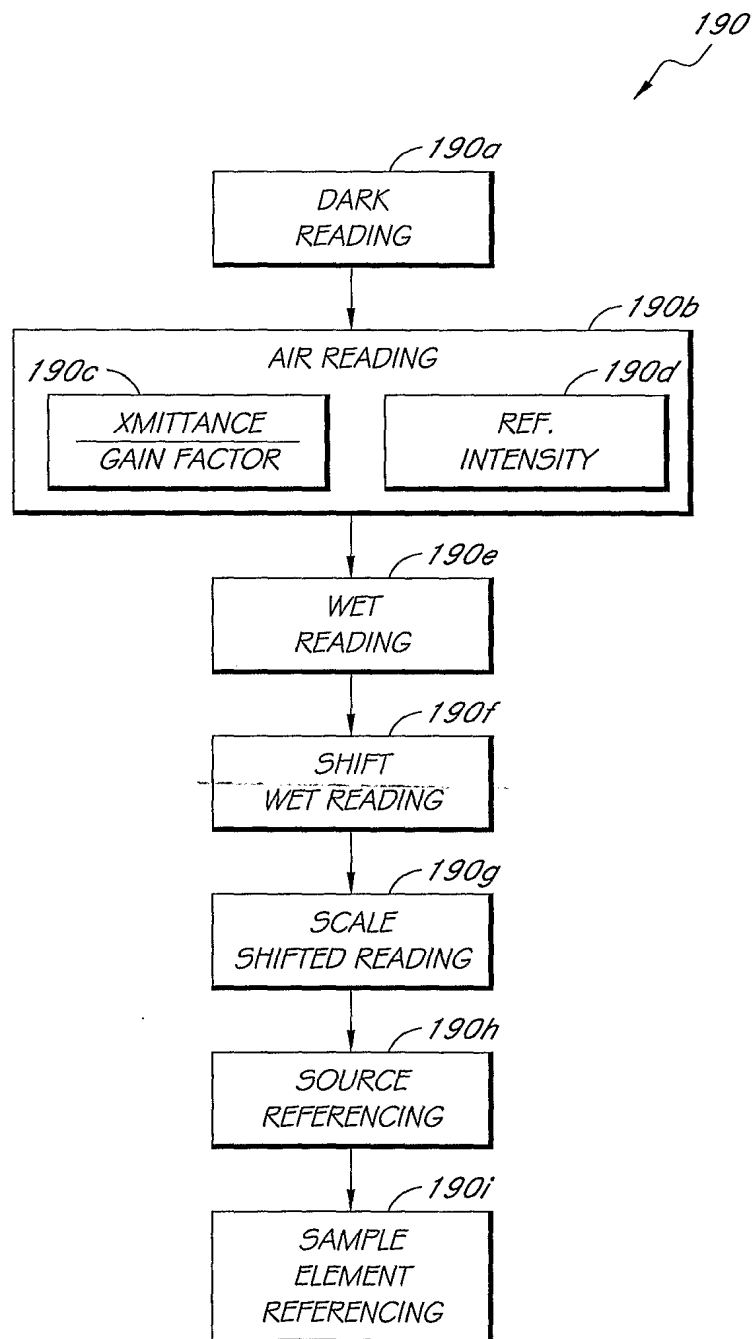 190
190a
DARK
READING
190b
AIR READING
190c
XMITTANCE
GAIN FACTOR
190d
REF.
INTENSITY
190e
WET
READING
190f
SHIFT
WET READING
190g
SCALE
SHIFTED READING
190h
SOURCE
REFERENCING
190i
SAMPLE
ELEMENT
REFERENCING